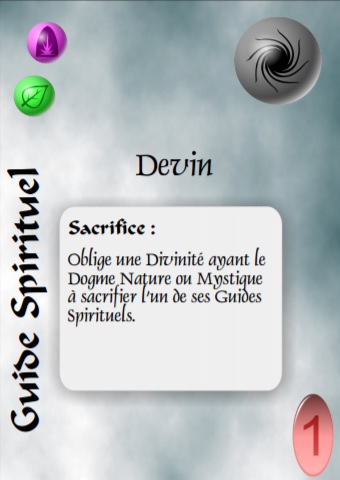 Devin
Guide Spirituel
Sacrifice :
Oblige une Divinité ayant le
Dogme Nature ou Mystique
à sacrifier l'un de ses Guides
Spirituels.
1